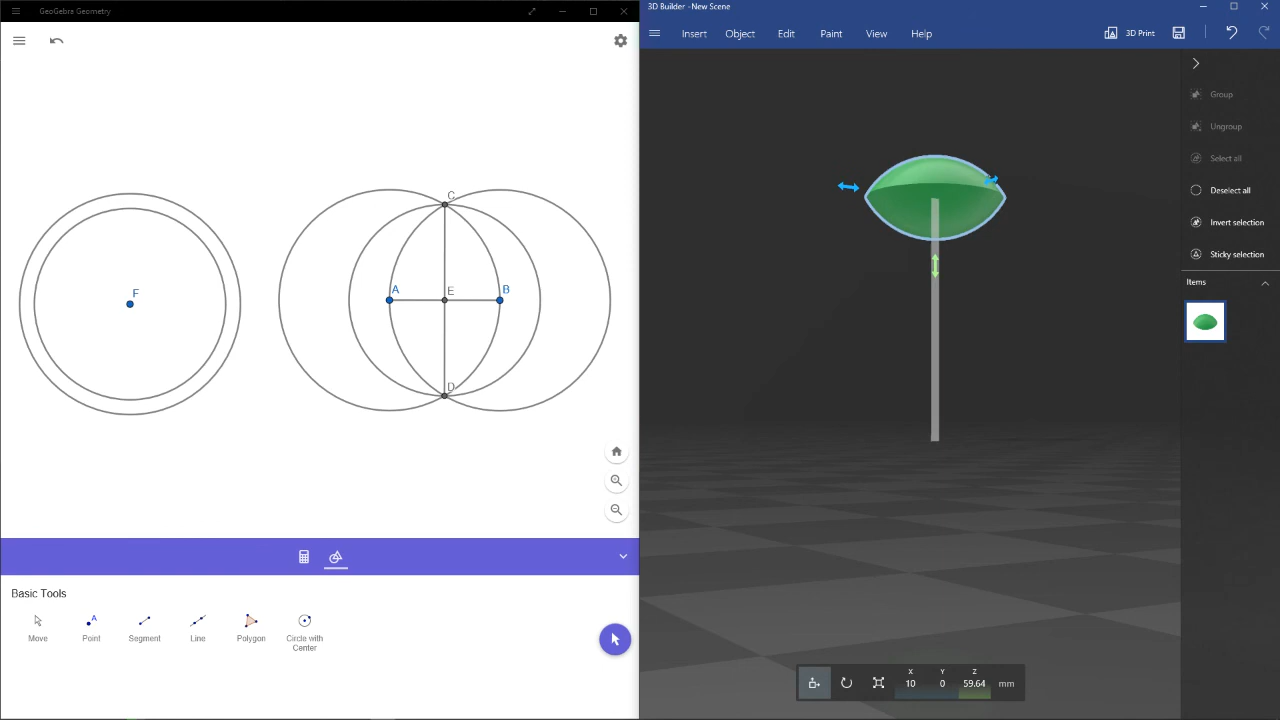 GeoGebra Geometry
F
C
A
E
B
D
Basic Tools
Move
Point
Segment
Line
Polygon
Circle with
Center
A
3D Builder -New Scene
Insert
Object
Edit
Paint
View
Help
3D Print
Group
Ungroup
Select all
Deselect all
Invert selection
Sticky selection
Items
X
Y
Z
10
0
59.64
mm